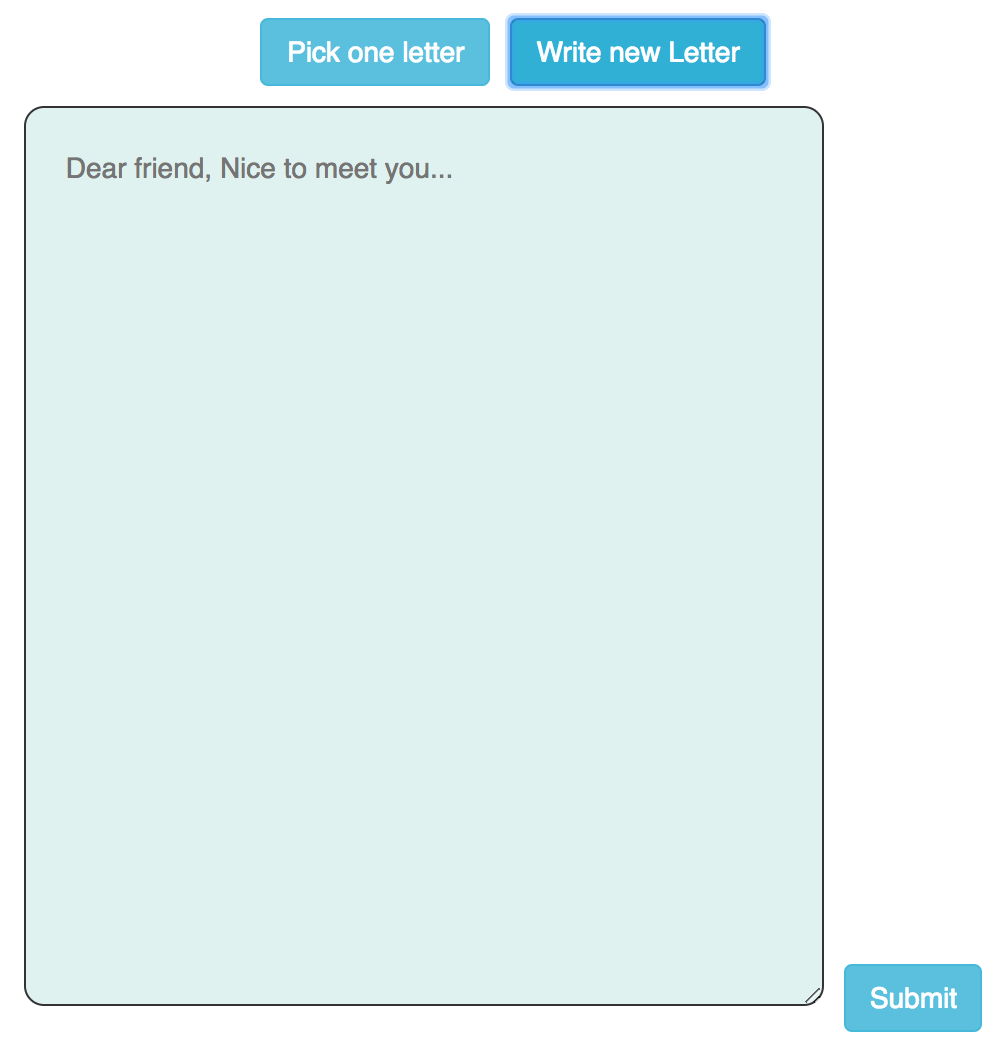 Pick one letter
Write new Letter
Dear friend, Nice to meet you...
Submit